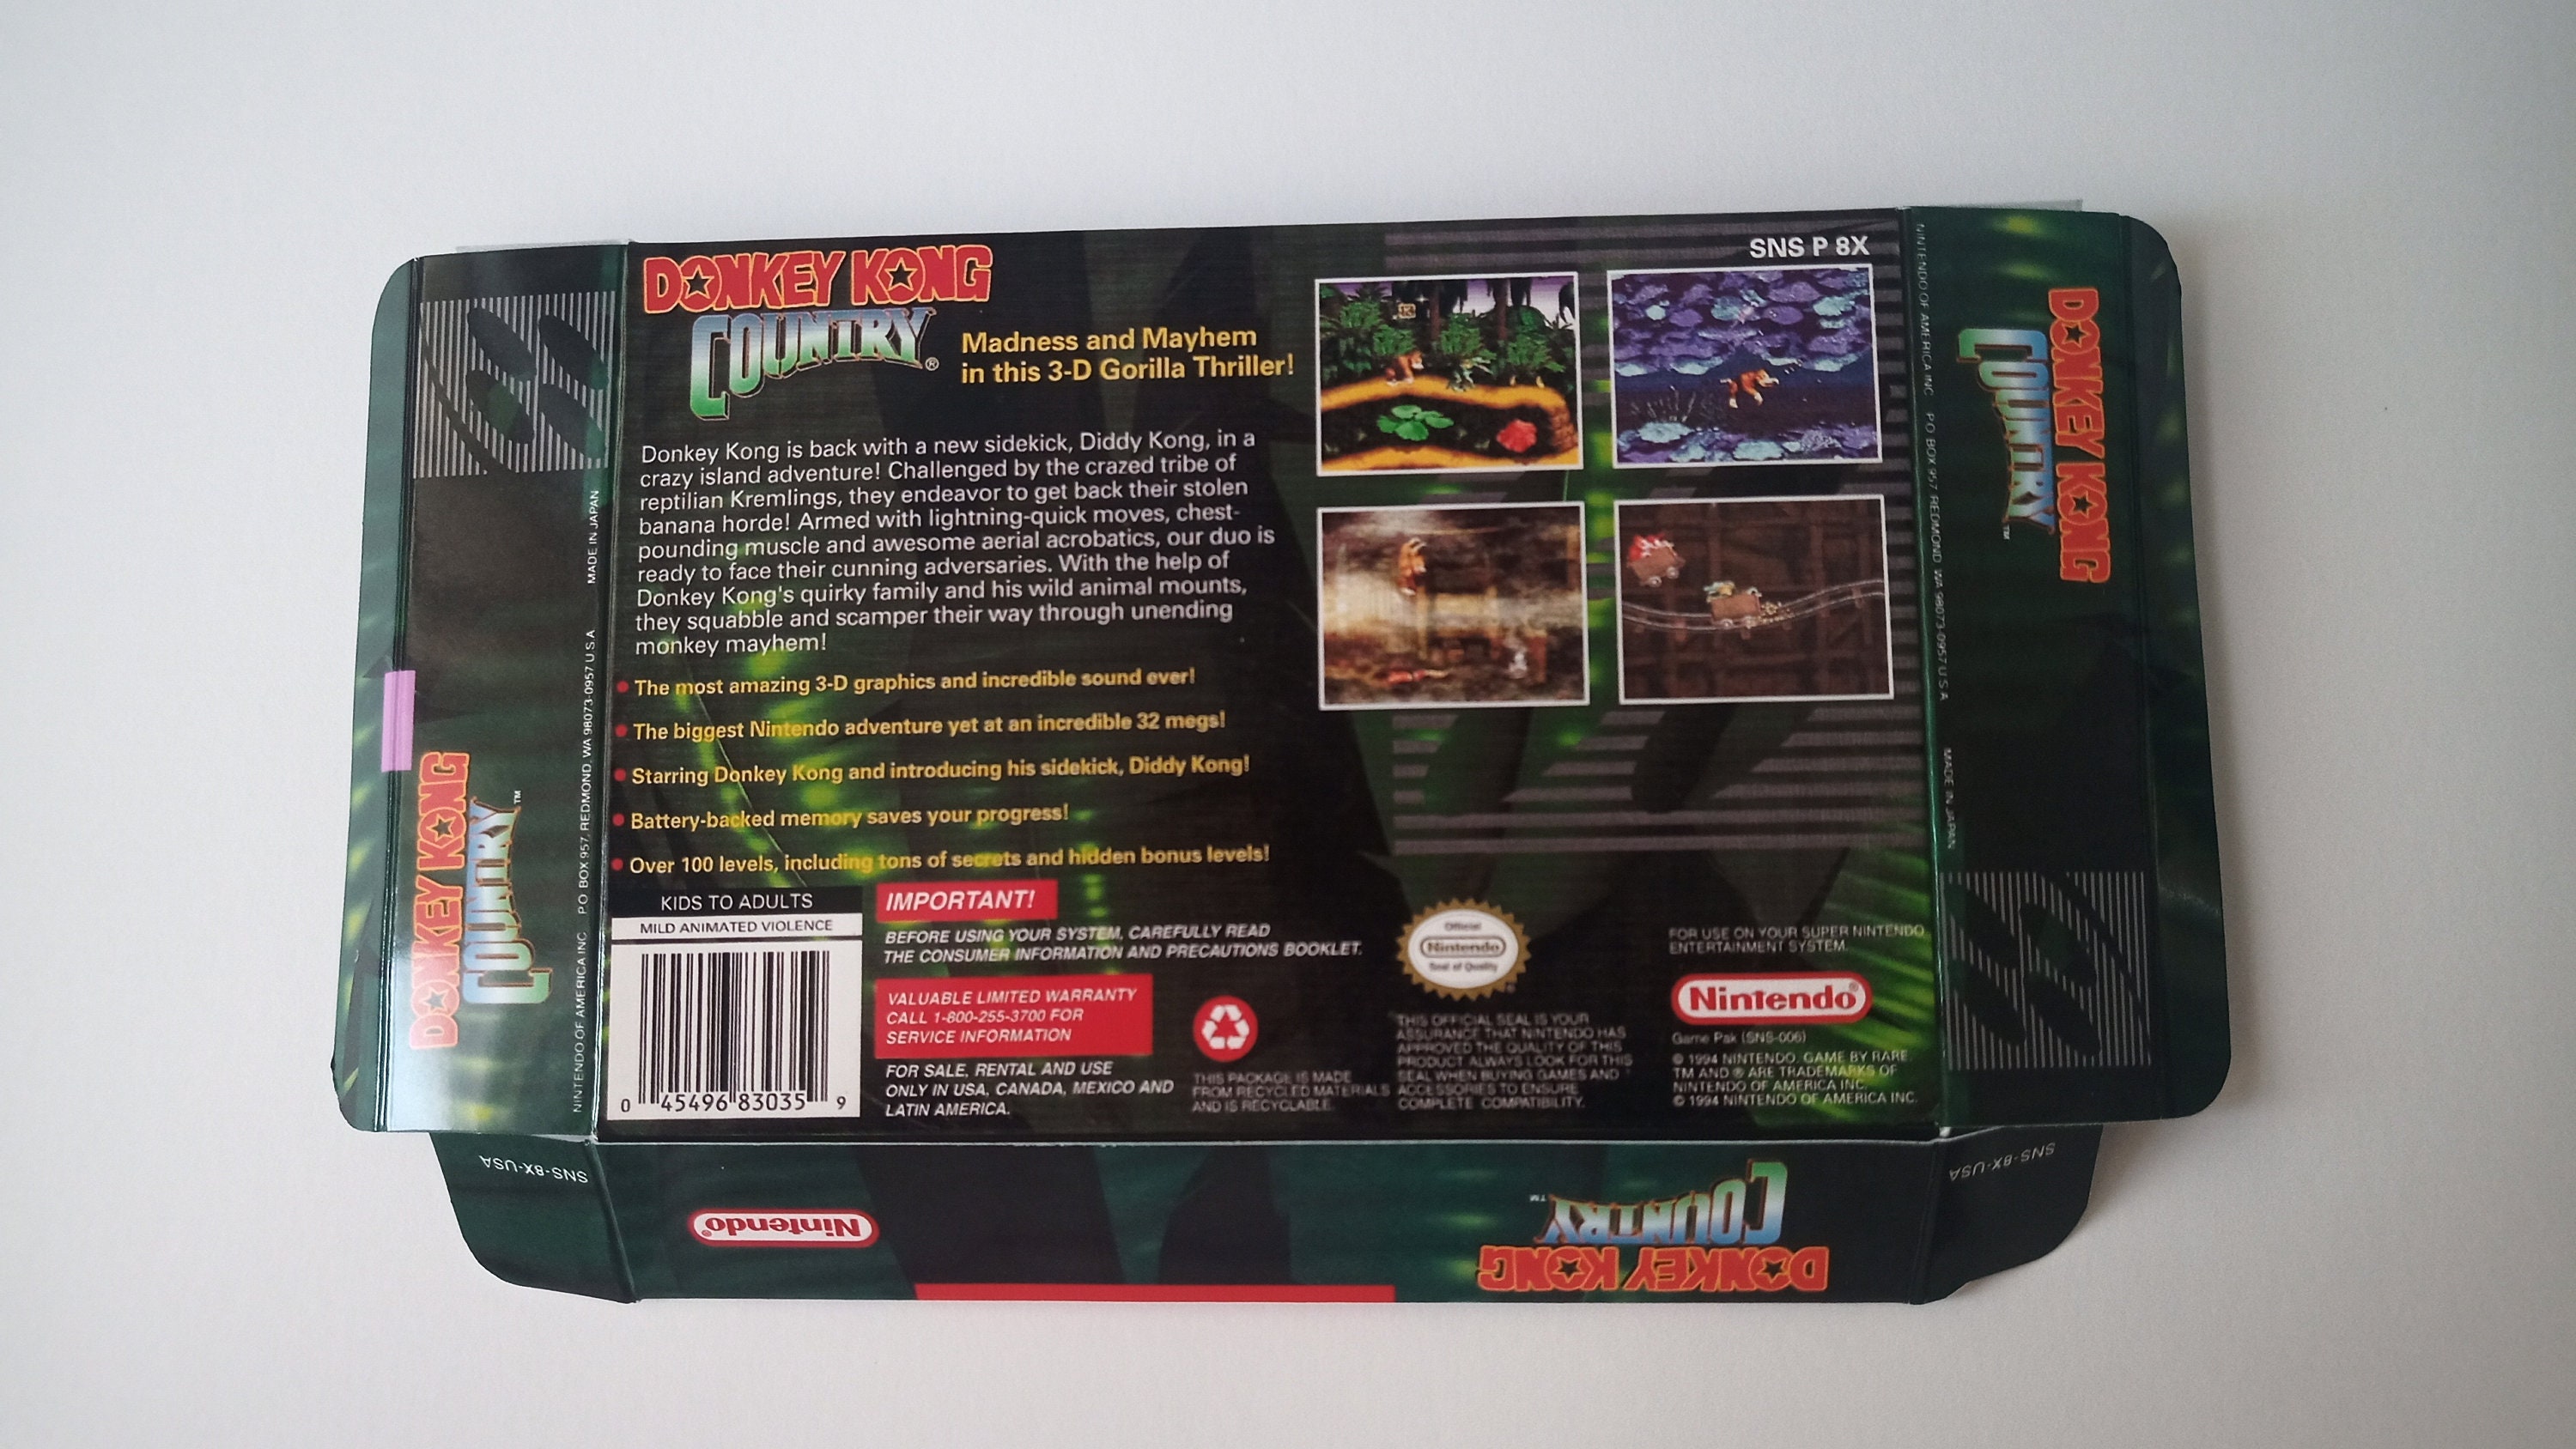 DONKEY KONG
COUNTRY®
Madness and Mayhem
in this 3-D Gorilla Thriller!
SNS P 8X
Donkey Kong is back with a new sidekick, Diddy Kong, in a
crazy island adventure! Challenged by the crazed tribe of
reptilian Kremlings, they endeavor to get back their stolen
banana horde! Armed with lightning-quick moves, chest-
pounding muscle and awesome aerial acrobatics, our duo is
ready to face their cunning adversaries. With the help of
Donkey Kong's quirky family and his wild animal mounts,
they squabble and scamper their way through unending
monkey mayhem!
• The most amazing 3-D graphics and incredible sound ever!
• The biggest Nintendo adventure yet at an incredible 32 megs!
• Starring Donkey Kong and introducing his sidekick, Diddy Kong!
• Battery-backed memory saves your progress!
• Over 100 levels, including tons of secrets and hidden bonus levels!
KIDS TO ADULTS
MILD ANIMATED VIOLENCE
0 45496 83035 9
IMPORTANT!
BEFORE USING YOUR SYSTEM, CAREFULLY READ
THE CONSUMER INFORMATION AND PRECAUTIONS BOOKLET.
VALUABLE LIMITED WARRANTY
CALL 1-800-255-3700 FOR
SERVICE INFORMATION
FOR SALE, RENTAL AND USE
ONLY IN USA, CANADA, MEXICO AND
LATIN AMERICA.
THIS PACKAGE IS MADE
FROM RECYCLED MATERIALS
AND IS RECYCLABLE.
Official
Nintendo
Seal of Quality
THIS OFFICIAL SEAL IS YOUR
ASSURANCE THAT NINTENDO HAS
APPROVED THE QUALITY OF THIS
PRODUCT. ALWAYS LOOK FOR THIS
SEAL WHEN BUYING GAMES AND
ACCESSORIES TO ENSURE
COMPLETE COMPATIBILITY.
FOR USE ON YOUR SUPER NINTENDO
ENTERTAINMENT SYSTEM.
Nintendo®
Game Pak (SNS-006)
© 1994 NINTENDO. GAME BY RARE.
TM AND ® ARE TRADEMARKS OF
NINTENDO OF AMERICA INC.
© 1994 NINTENDO OF AMERICA INC.
DONKEY KONG
COUNTRY™
NINTENDO OF AMERICA INC. P.O. BOX 957, REDMOND, WA 98073-0957 U.S.A. MADE IN JAPAN
DONKEY KONG
COUNTRY™
NINTENDO OF AMERICA INC. P.O. BOX 957, REDMOND, WA 98073-0957 U.S.A. MADE IN JAPAN
SNS-8X-USA
Nintendo®
DONKEY KONG
COUNTRY™
SNS-8X-USA